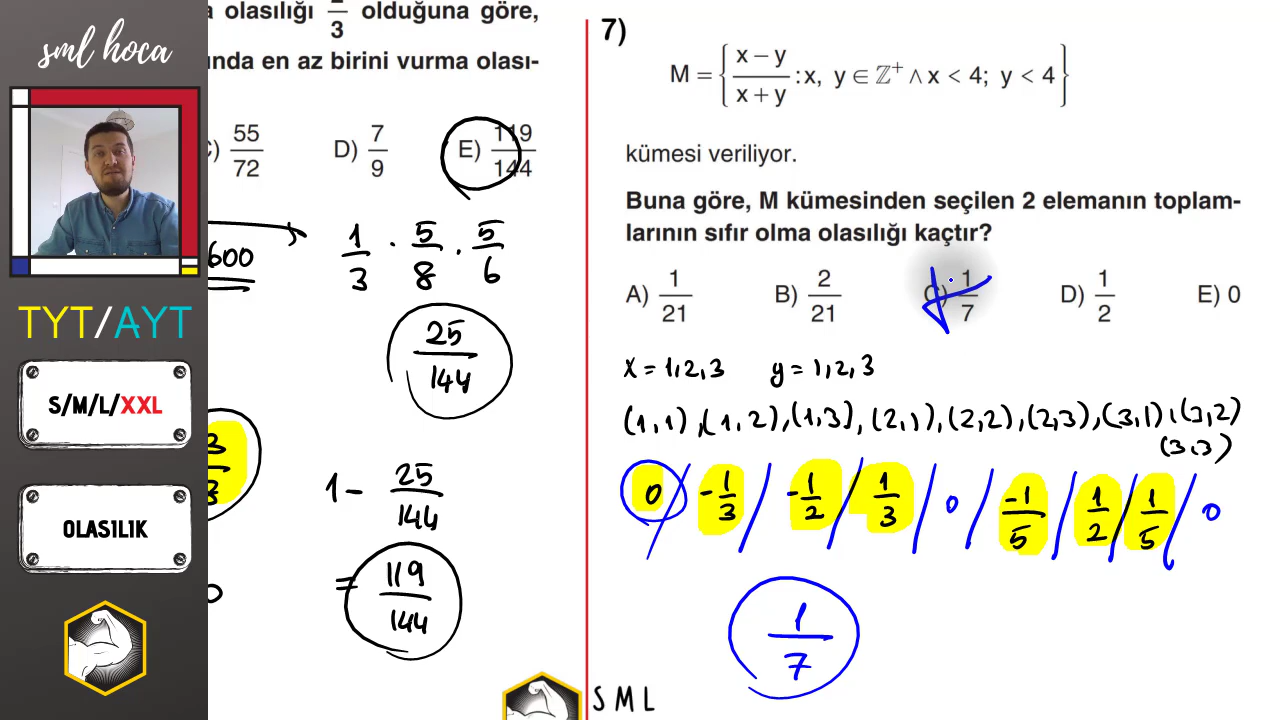 sml hoca
TYT/AYT
S/M/L/XXL
OLASILIK
a olasılığı 3 olduğuna göre,
ında en az birini vurma olası-
55/72 D) 7/9 E) 119/144
600
1/3 · 5/8 · 5/6
25/144
1 - 25/144
= 119/144
7)
M = { x – y / x + y : x, y ∈ ℤ⁺ ∧ x < 4; y < 4 }
kümesi veriliyor.
Buna göre, M kümesinden seçilen 2 elemanın toplam-
larının sıfır olma olasılığı kaçtır?
A) 1/21 B) 2/21 C) 1/7 D) 1/2 E) 0
x = 1,2,3 y = 1,2,3
(1,1),(1,2),(1,3),(2,1),(2,2),(2,3),(3,1),(3,2)
(3,3)
0 / -1/3 / -1/2 / 1/3 / 0 / -1/5 / 1/2 / 1/5 / 0
1/7
SML